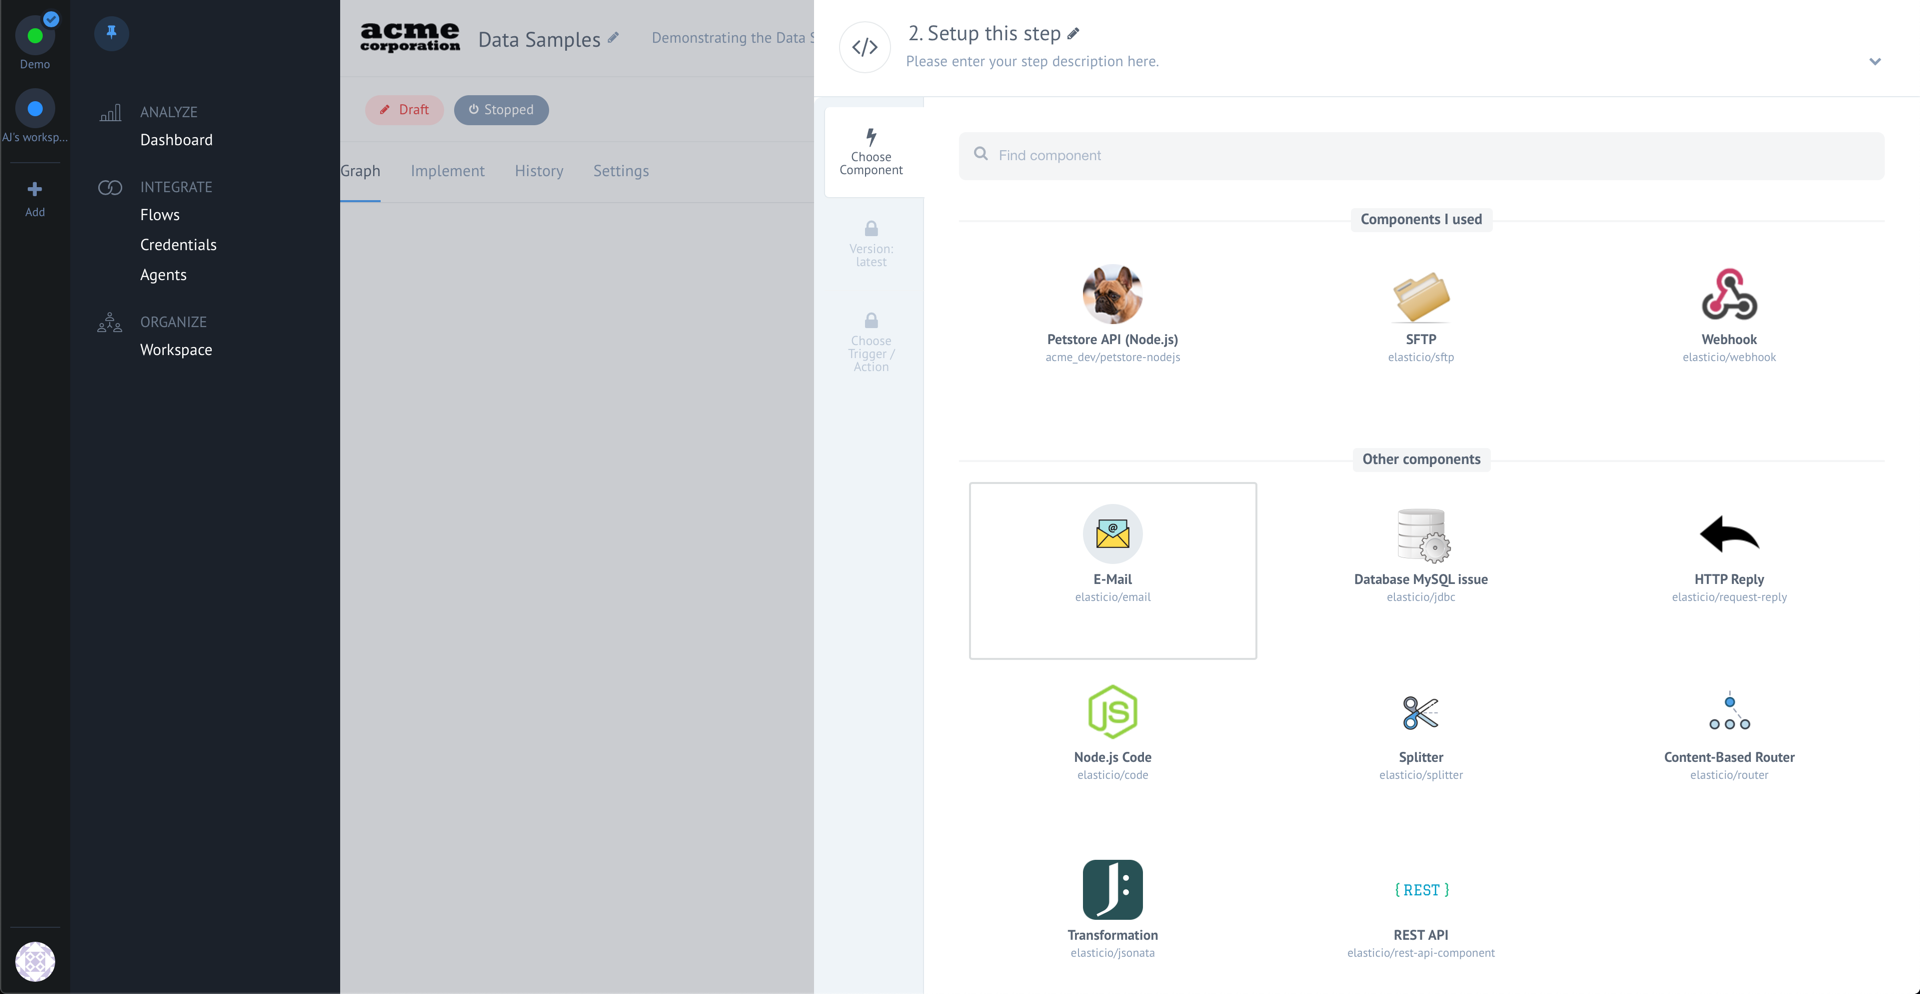 Demo
AJ's worksp...
Add
ANALYZE
Dashboard
INTEGRATE
Flows
Credentials
Agents
ORGANIZE
Workspace
acme
corporation
Data Samples
Demonstrating the Data S
Draft
Stopped
Graph
Implement
History
Settings
</>
2. Setup this step
Please enter your step description here.
Choose
Component
Version:
latest
Choose
Trigger /
Action
Find component
Components I used
Petstore API (Node.js)
acme_dev/petstore-nodejs
SFTP
elasticio/sftp
Webhook
elasticio/webhook
Other components
@
E-Mail
elasticio/email
Database MySQL issue
elasticio/jdbc
HTTP Reply
elasticio/request-reply
JS
Node.js Code
elasticio/code
Splitter
elasticio/splitter
Content-Based Router
elasticio/router
J:
Transformation
elasticio/jsonata
{ REST }
REST API
elasticio/rest-api-component